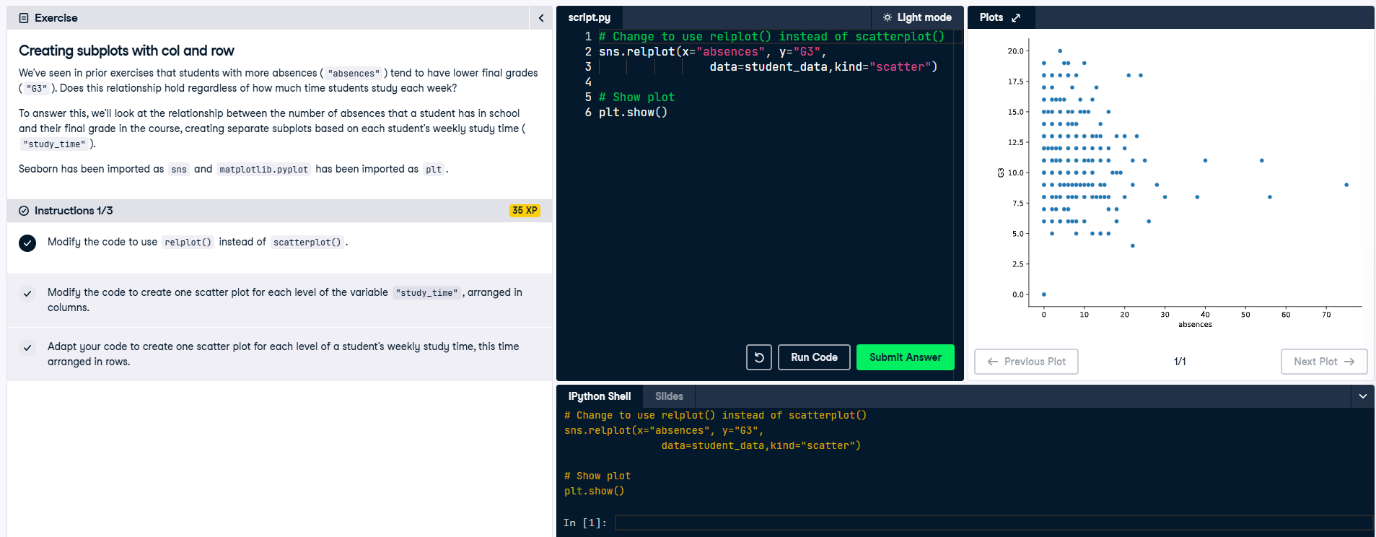 Exercise
Creating subplots with col and row
We've seen in prior exercises that students with more absences ( "absences" ) tend to have lower final grades
( "G3" ). Does this relationship hold regardless of how much time students study each week?
To answer this, we'll look at the relationship between the number of absences that a student has in school
and their final grade in the course, creating separate subplots based on each student's weekly study time (
"study_time" ).
Seaborn has been imported as sns and matplotlib.pyplot has been imported as plt .
Instructions 1/3
35 XP
Modify the code to use relplot() instead of scatterplot() .
Modify the code to create one scatter plot for each level of the variable "study_time" , arranged in
columns.
Adapt your code to create one scatter plot for each level of a student's weekly study time, this time
arranged in rows.
script.py
Light mode
1 # Change to use relplot() instead of scatterplot()
2 sns.relplot(x="absences", y="G3",
3 data=student_data,kind="scatter")
4
5 # Show plot
6 plt.show()
Run Code
Submit Answer
Plots
20.0
17.5
15.0
12.5
10.0
7.5
5.0
2.5
0.0
G3
0 10 20 30 40 50 60 70
absences
Previous Plot
1/1
Next Plot
IPython Shell
Slides
# Change to use relplot() instead of scatterplot()
sns.relplot(x="absences", y="G3",
data=student_data,kind="scatter")
# Show plot
plt.show()
In [1]: